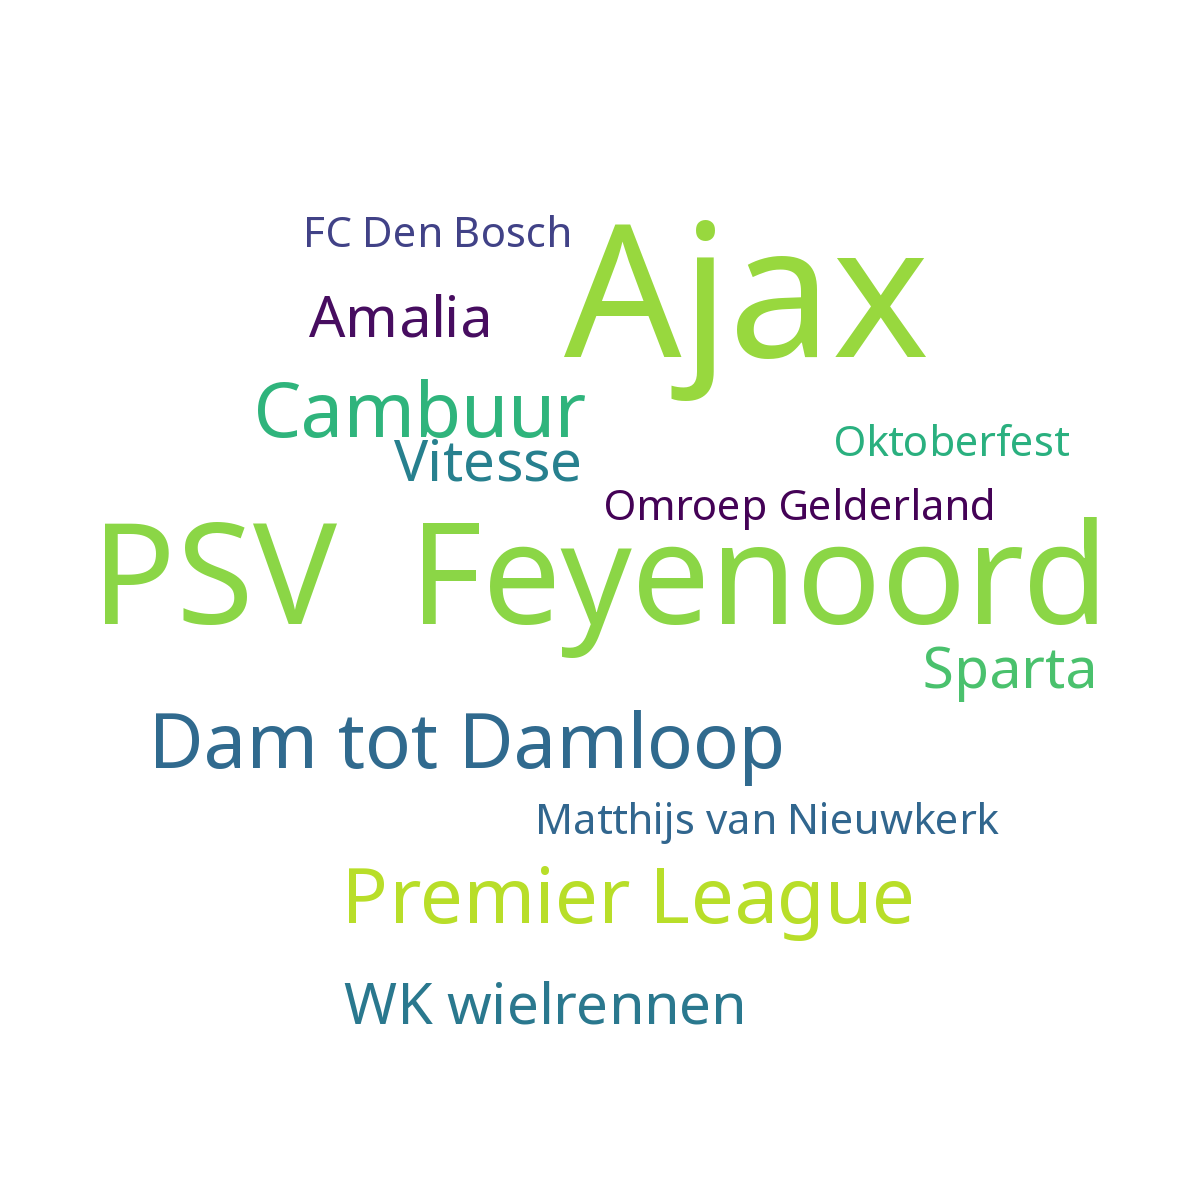 FC Den Bosch
Ajax
Amalia
Cambuur
Vitesse
Oktoberfest
Omroep Gelderland
PSV
Feyenoord
Sparta
Dam tot Damloop
Matthijs van Nieuwkerk
Premier League
WK wielrennen